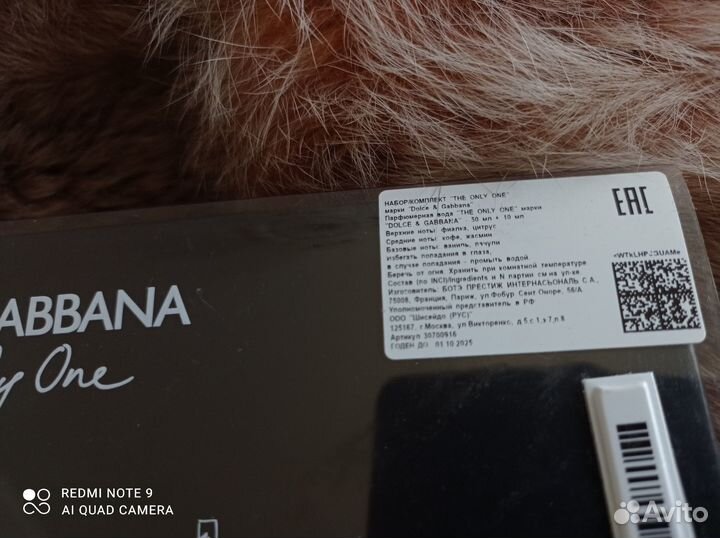 НАБОР/КОМПЛЕКТ "THE ONLY ONE"
марки "Dolce & Gabbana"
Парфюмерная вода "THE ONLY ONE" марки
"DOLCE & GABBANA" - 50 мл + 10 мл
Верхние ноты: фиалка, цитрус
Средние ноты: кофе, жасмин
Базовые ноты: ваниль, пачули
избегать попадания в глаза,
в случае попадания - промыть водой.
Беречь от огня. Хранить при комнатной температуре
Состав (по INCI)/Ingredients и N партии см на уп-ке.
Изготовитель: БОТЭ ПРЕСТИЖ ИНТЕРНАСЬОНАЛЬ С.А.,
75008, Франция, Париж, ул Фобур Сент Оноре, 56/А
Уполномоченный представитель в РФ
ООО "Шисейдо (РУС)"
125167, г.Москва, ул Викторенко, д.5 с.1,э.7,п.8
Артикул 30700916
ГОДЕН ДО: 01.10.2025
EAC
ABBANA
y One
REDMI NOTE 9
AI QUAD CAMERA
Avito